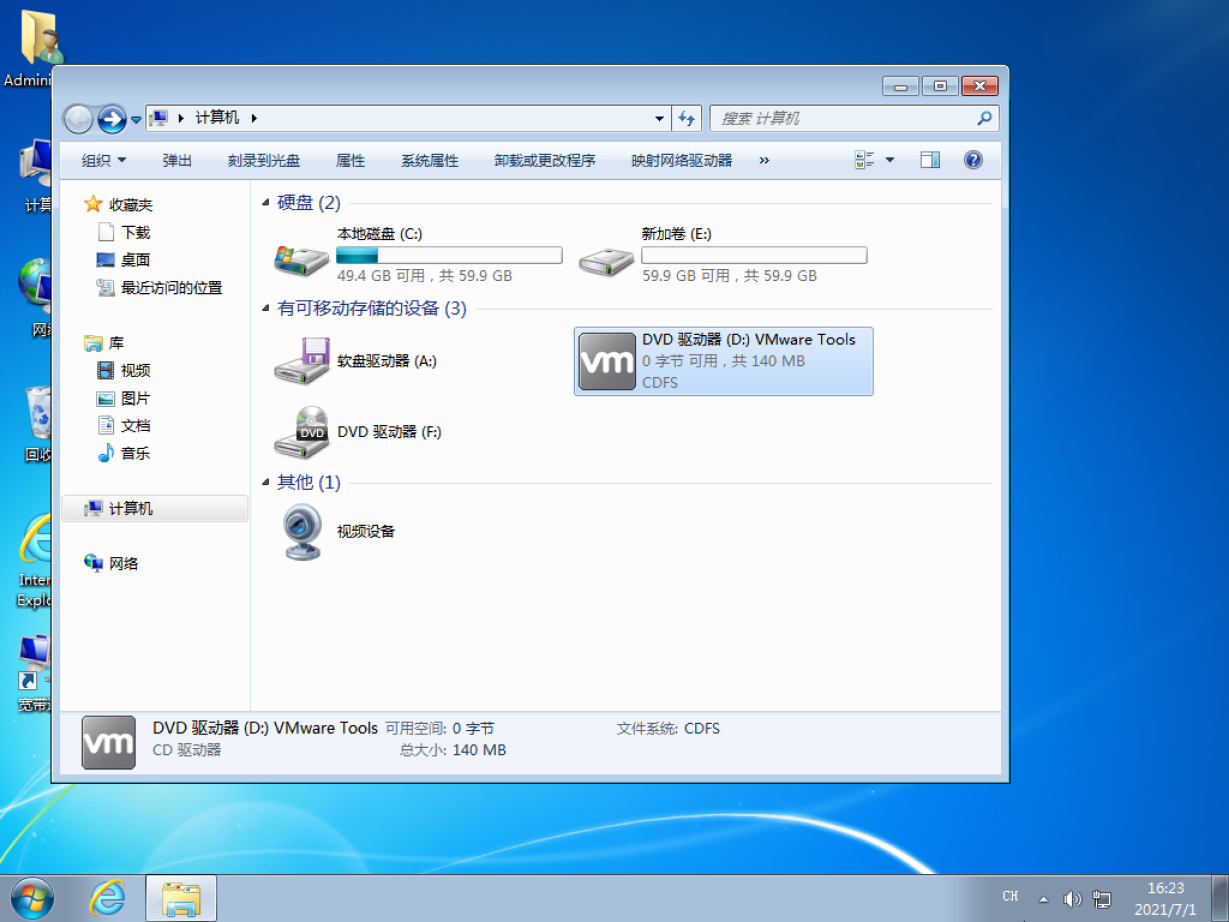 Admini
计算机
搜索 计算机
组织 弹出 刻录到光盘 属性 系统属性 卸载或更改程序 映射网络驱动器 »
收藏夹
下载
桌面
最近访问的位置
库
视频
图片
文档
音乐
计算机
网络
硬盘 (2)
本地磁盘 (C:)
49.4 GB 可用，共 59.9 GB
新加卷 (E:)
59.9 GB 可用，共 59.9 GB
有可移动存储的设备 (3)
软盘驱动器 (A:)
vm
DVD 驱动器 (D:) VMware Tools
0 字节 可用，共 140 MB
CDFS
DVD
DVD 驱动器 (F:)
其他 (1)
视频设备
计算
网
回收
Inter
Explo
宽带
vm
DVD 驱动器 (D:) VMware Tools 可用空间: 0 字节 文件系统: CDFS
CD 驱动器 总大小: 140 MB
CH
16:23
2021/7/1